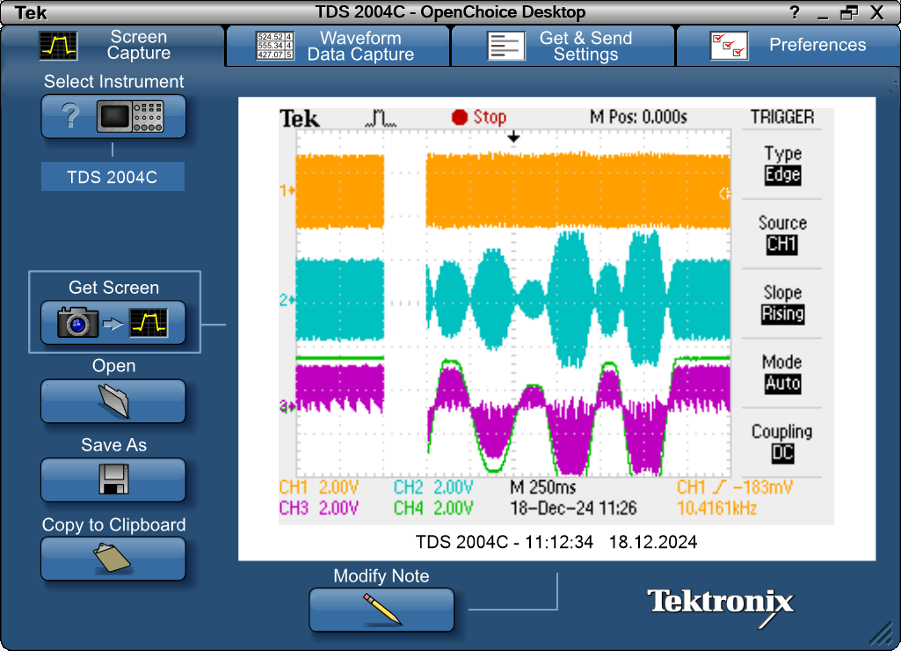 Tek
TDS 2004C - OpenChoice Desktop
? _ X
Screen
Capture
524.52 4
555.34 4
427.07 5
Waveform
Data Capture
Get & Send
Settings
Preferences
Select Instrument
?
TDS 2004C
Get Screen
Open
Save As
Copy to Clipboard
Tek
Stop
M Pos: 0.000s
TRIGGER
Type
Edge
Source
CH1
Slope
Rising
Mode
Auto
Coupling
DC
1
2
3
CH1 2.00V
CH2 2.00V
M 250ms
CH1 / −183mV
CH3 2.00V
CH4 2.00V
18-Dec-24 11:26
10.4161kHz
TDS 2004C - 11:12:34 18.12.2024
Modify Note
Tektronix